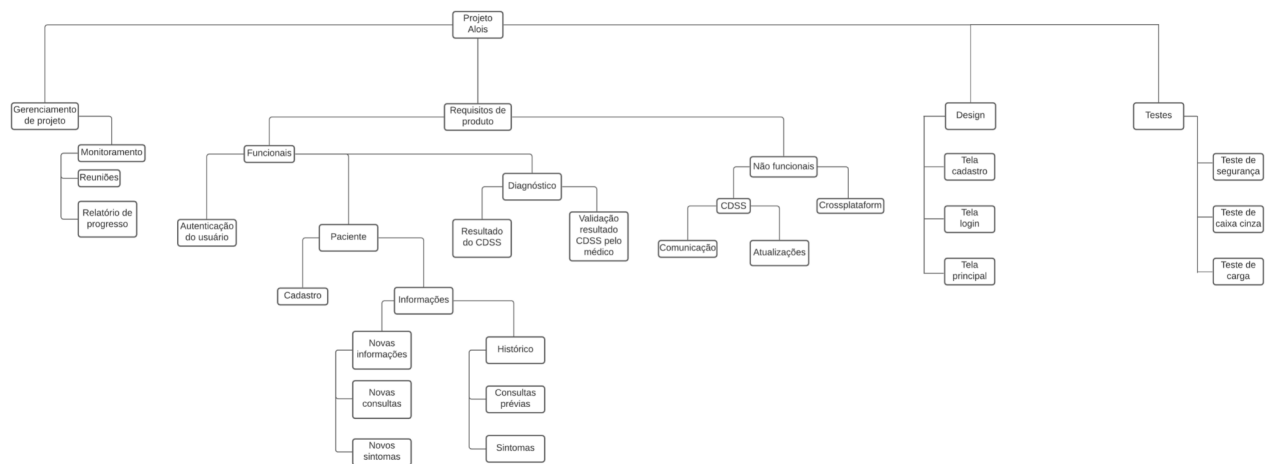 Projeto
Alois
Gerenciamento
de projeto
Monitoramento
Reuniões
Relatório de
progresso
Requisitos de
produto
Funcionais
Autenticação
do usuário
Paciente
Cadastro
Informações
Novas
informações
Novas
consultas
Novos
sintomas
Histórico
Consultas
prévias
Sintomas
Diagnóstico
Resultado
do CDSS
Validação
resultado
CDSS pelo
médico
Não funcionais
CDSS
Comunicação
Atualizações
Crossplataform
Design
Tela
cadastro
Tela
login
Tela
principal
Testes
Teste de
segurança
Teste de
caixa cinza
Teste de
carga